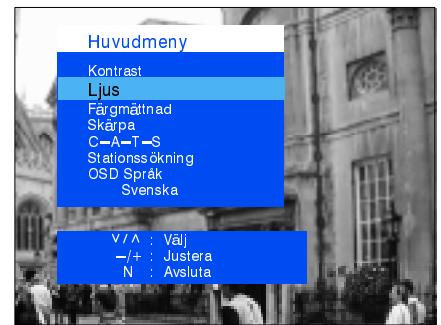 Huvudmeny
Kontrast
Ljus
Färgmättnad
Skärpa
C–A–T–S
Stationssökning
OSD Språk
Svenska
∨/∧ : Välj
–/+ : Justera
N : Avsluta